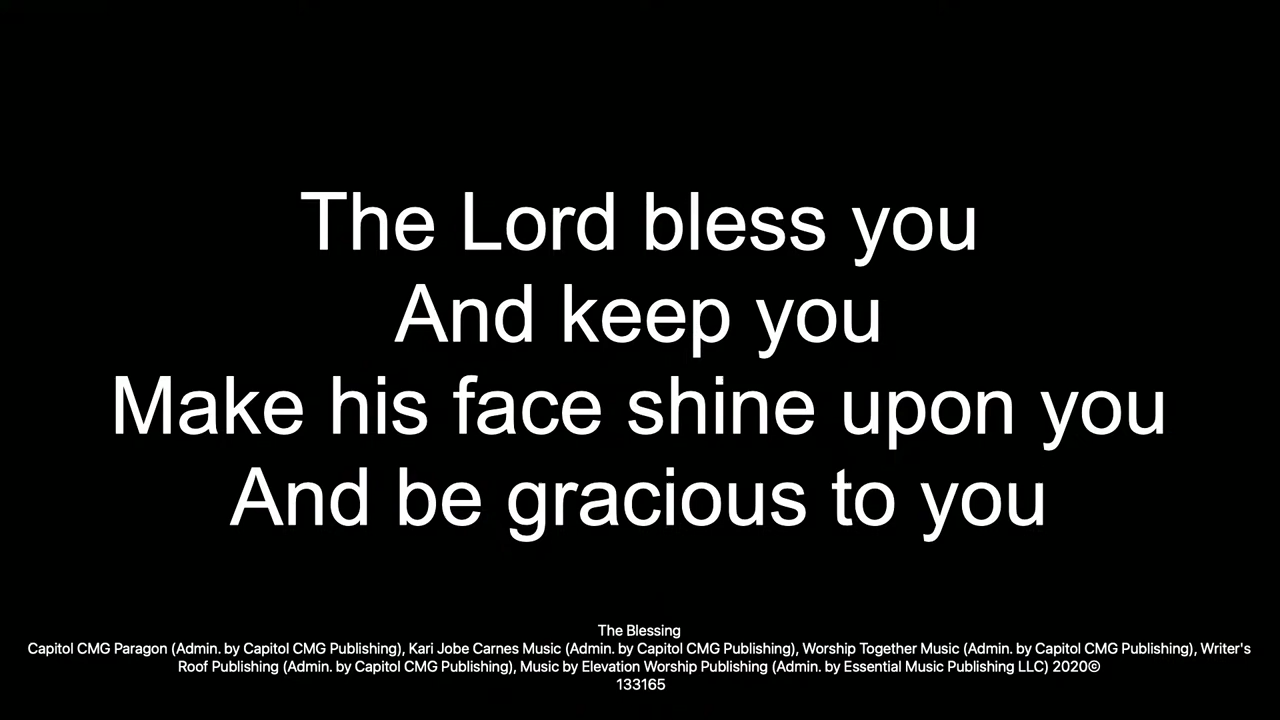 The Lord bless you
And keep you
Make his face shine upon you
And be gracious to you
The Blessing
Capitol CMG Paragon (Admin. by Capitol CMG Publishing), Kari Jobe Carnes Music (Admin. by Capitol CMG Publishing), Worship Together Music (Admin. by Capitol CMG Publishing), Writer's
Roof Publishing (Admin. by Capitol CMG Publishing), Music by Elevation Worship Publishing (Admin. by Essential Music Publishing LLC) 2020©
133165